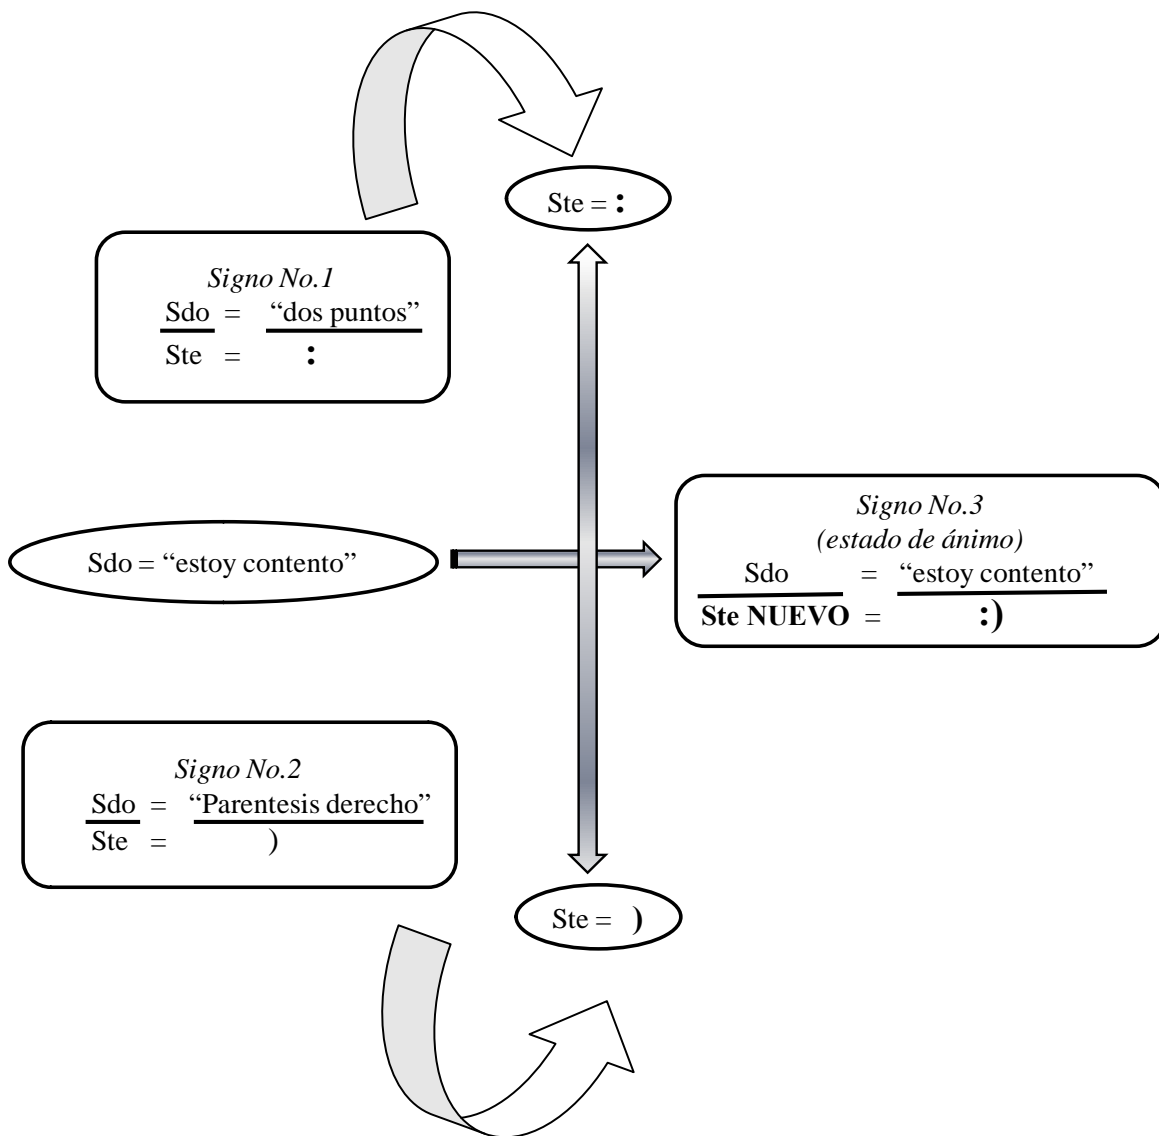 Ste = :
Signo No.1
Sdo = “dos puntos”
Ste = :
Sdo = “estoy contento”
Signo No.3
(estado de ánimo)
Sdo = “estoy contento”
Ste NUEVO = :)
Signo No.2
Sdo = “Parentesis derecho”
Ste = )
Ste = )